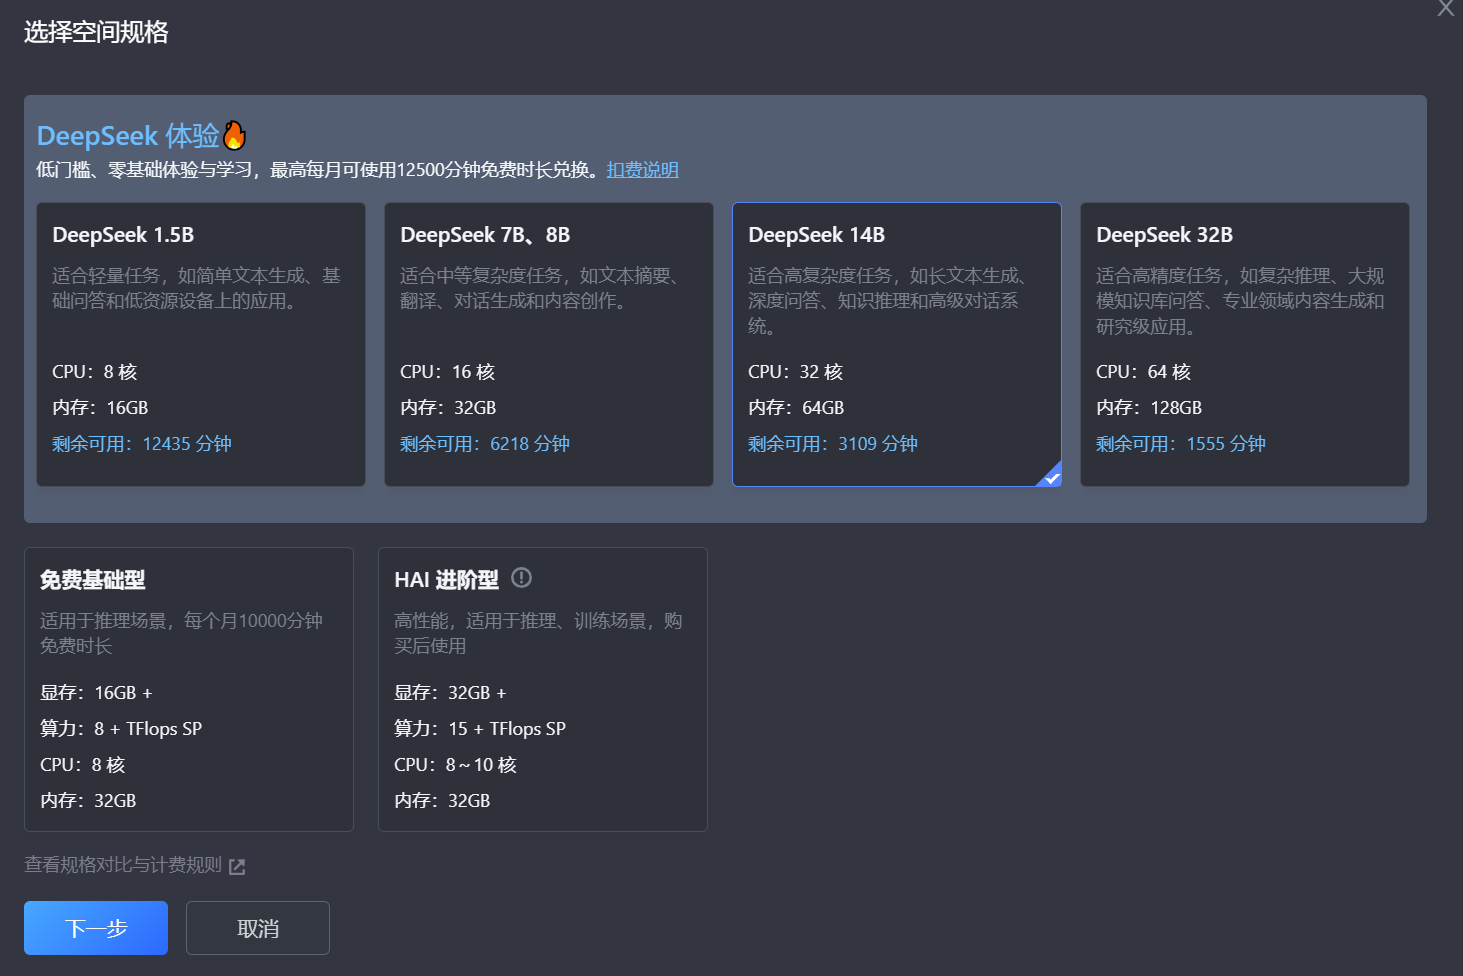 选择空间规格
X
DeepSeek 体验🔥
低门槛、零基础体验与学习，最高每月可使用12500分钟免费时长兑换。扣费说明
DeepSeek 1.5B
适合轻量任务，如简单文本生成、基
础问答和低资源设备上的应用。
CPU：8 核
内存：16GB
剩余可用：12435 分钟
DeepSeek 7B、8B
适合中等复杂度任务，如文本摘要、
翻译、对话生成和内容创作。
CPU：16 核
内存：32GB
剩余可用：6218 分钟
DeepSeek 14B
适合高复杂度任务，如长文本生成、
深度问答、知识推理和高级对话系
统。
CPU：32 核
内存：64GB
剩余可用：3109 分钟
DeepSeek 32B
适合高精度任务，如复杂推理、大规
模知识库问答、专业领域内容生成和
研究级应用。
CPU：64 核
内存：128GB
剩余可用：1555 分钟
免费基础型
适用于推理场景，每个月10000分钟
免费时长
显存：16GB +
算力：8 + TFlops SP
CPU：8 核
内存：32GB
HAI 进阶型
高性能，适用于推理、训练场景，购
买后使用
显存：32GB +
算力：15 + TFlops SP
CPU：8～10 核
内存：32GB
查看规格对比与计费规则
下一步
取消